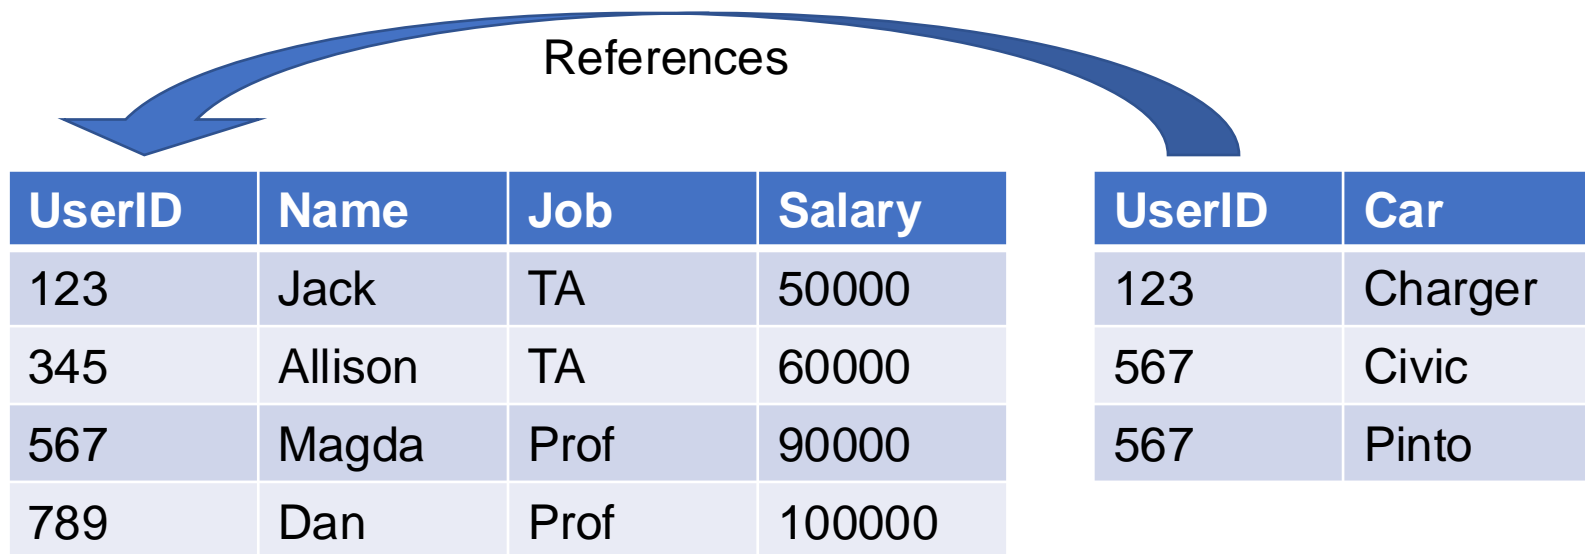 References
UserID Name Job Salary
123 Jack TA 50000
345 Allison TA 60000
567 Magda Prof 90000
789 Dan Prof 100000
UserID Car
123 Charger
567 Civic
567 Pinto